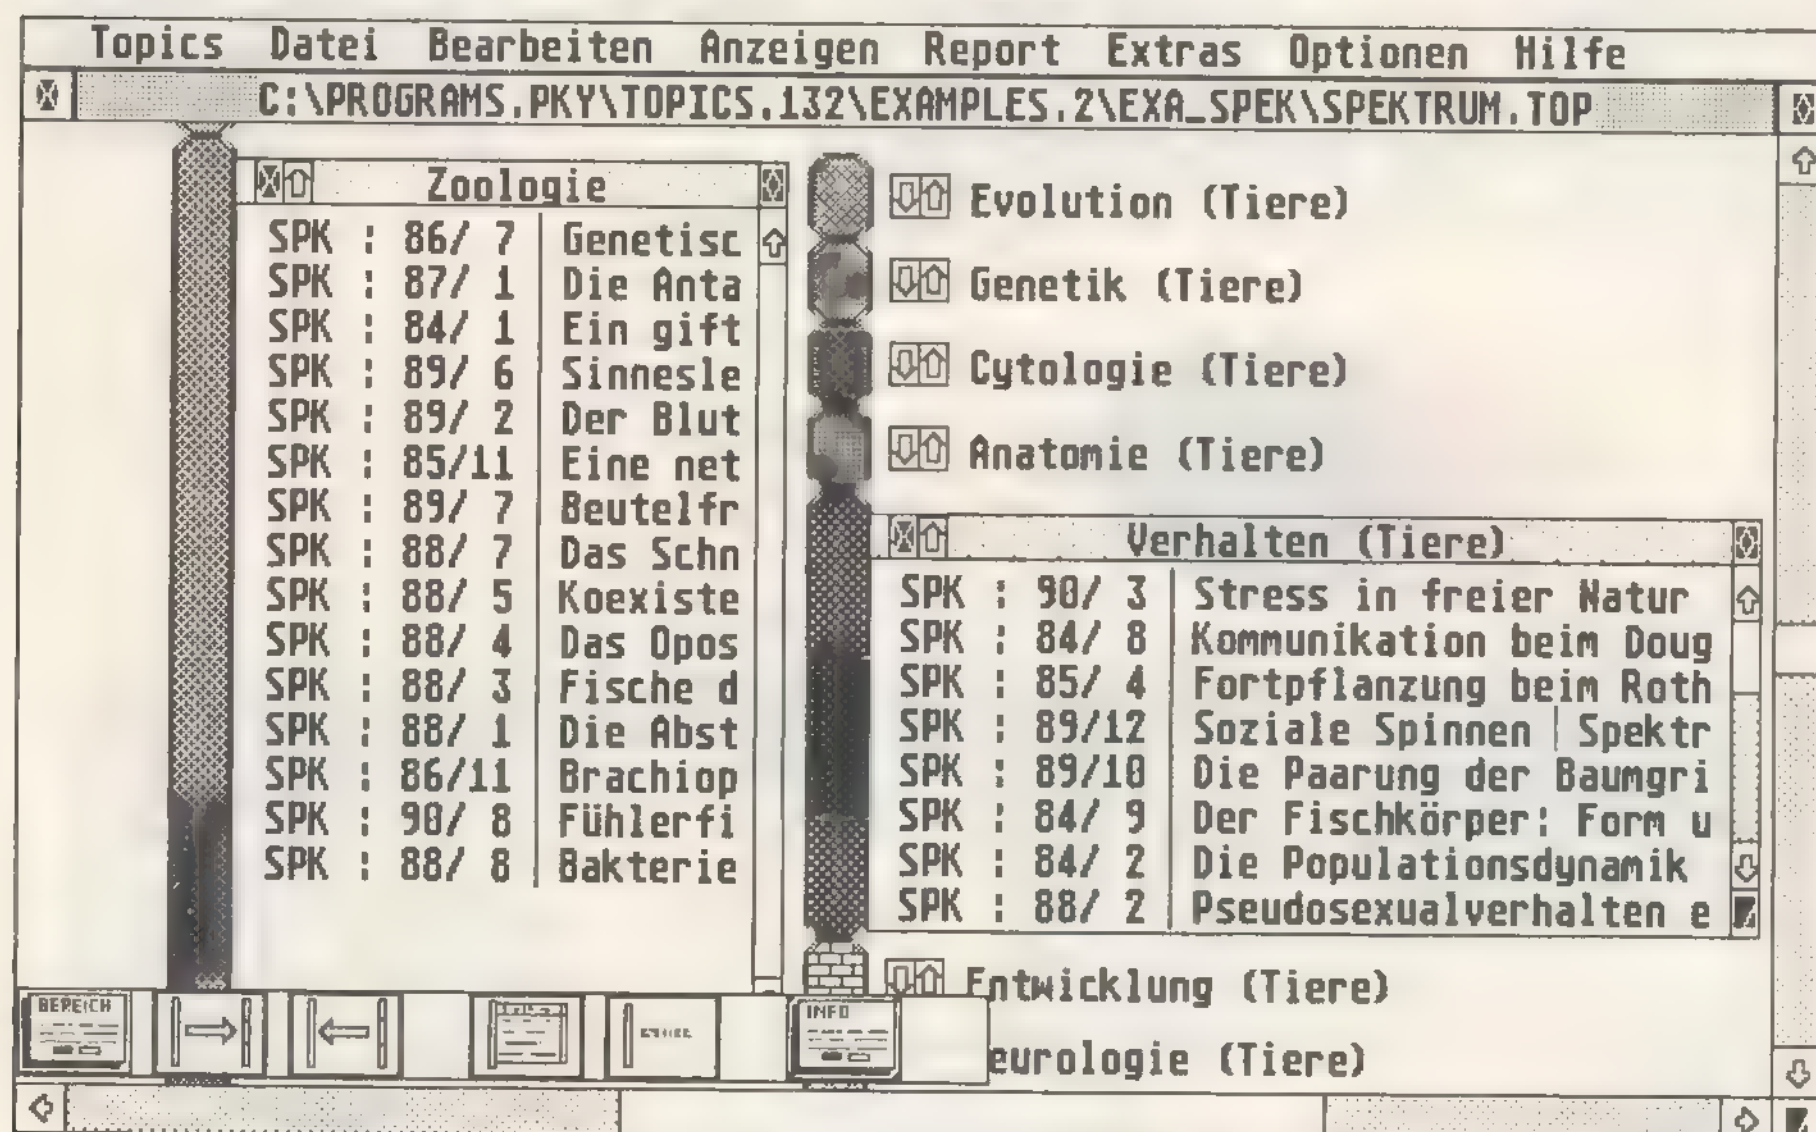 Topics Datei Bearbeiten Anzeigen Report Extras Optionen Hilfe
C:\PROGRAMS.PKY\TOPICS.132\EXAMPLES.2\EXA_SPEK\SPEKTRUM.TOP
Zoologie
SPK : 86/ 7 | Genetisc
SPK : 87/ 1 | Die Anta
SPK : 84/ 1 | Ein gift
SPK : 89/ 6 | Sinnesle
SPK : 89/ 2 | Der Blut
SPK : 85/11 | Eine net
SPK : 89/ 7 | Beutelfr
SPK : 88/ 7 | Das Schn
SPK : 88/ 5 | Koexiste
SPK : 88/ 4 | Das Opos
SPK : 88/ 3 | Fische d
SPK : 88/ 1 | Die Abst
SPK : 86/11 | Brachiop
SPK : 90/ 8 | Fühlerfi
SPK : 88/ 8 | Bakterie
Evolution (Tiere)
Genetik (Tiere)
Cytologie (Tiere)
Anatomie (Tiere)
Verhalten (Tiere)
SPK : 90/ 3 | Stress in freier Natur
SPK : 84/ 8 | Kommunikation beim Doug
SPK : 85/ 4 | Fortpflanzung beim Roth
SPK : 89/12 | Soziale Spinnen | Spektr
SPK : 89/10 | Die Paarung der Baumgri
SPK : 84/ 9 | Der Fischkörper: Form u
SPK : 84/ 2 | Die Populationsdynamik
SPK : 88/ 2 | Pseudosexualverhalten e
Entwicklung (Tiere)
eurologie (Tiere)
BEREICH
INFO